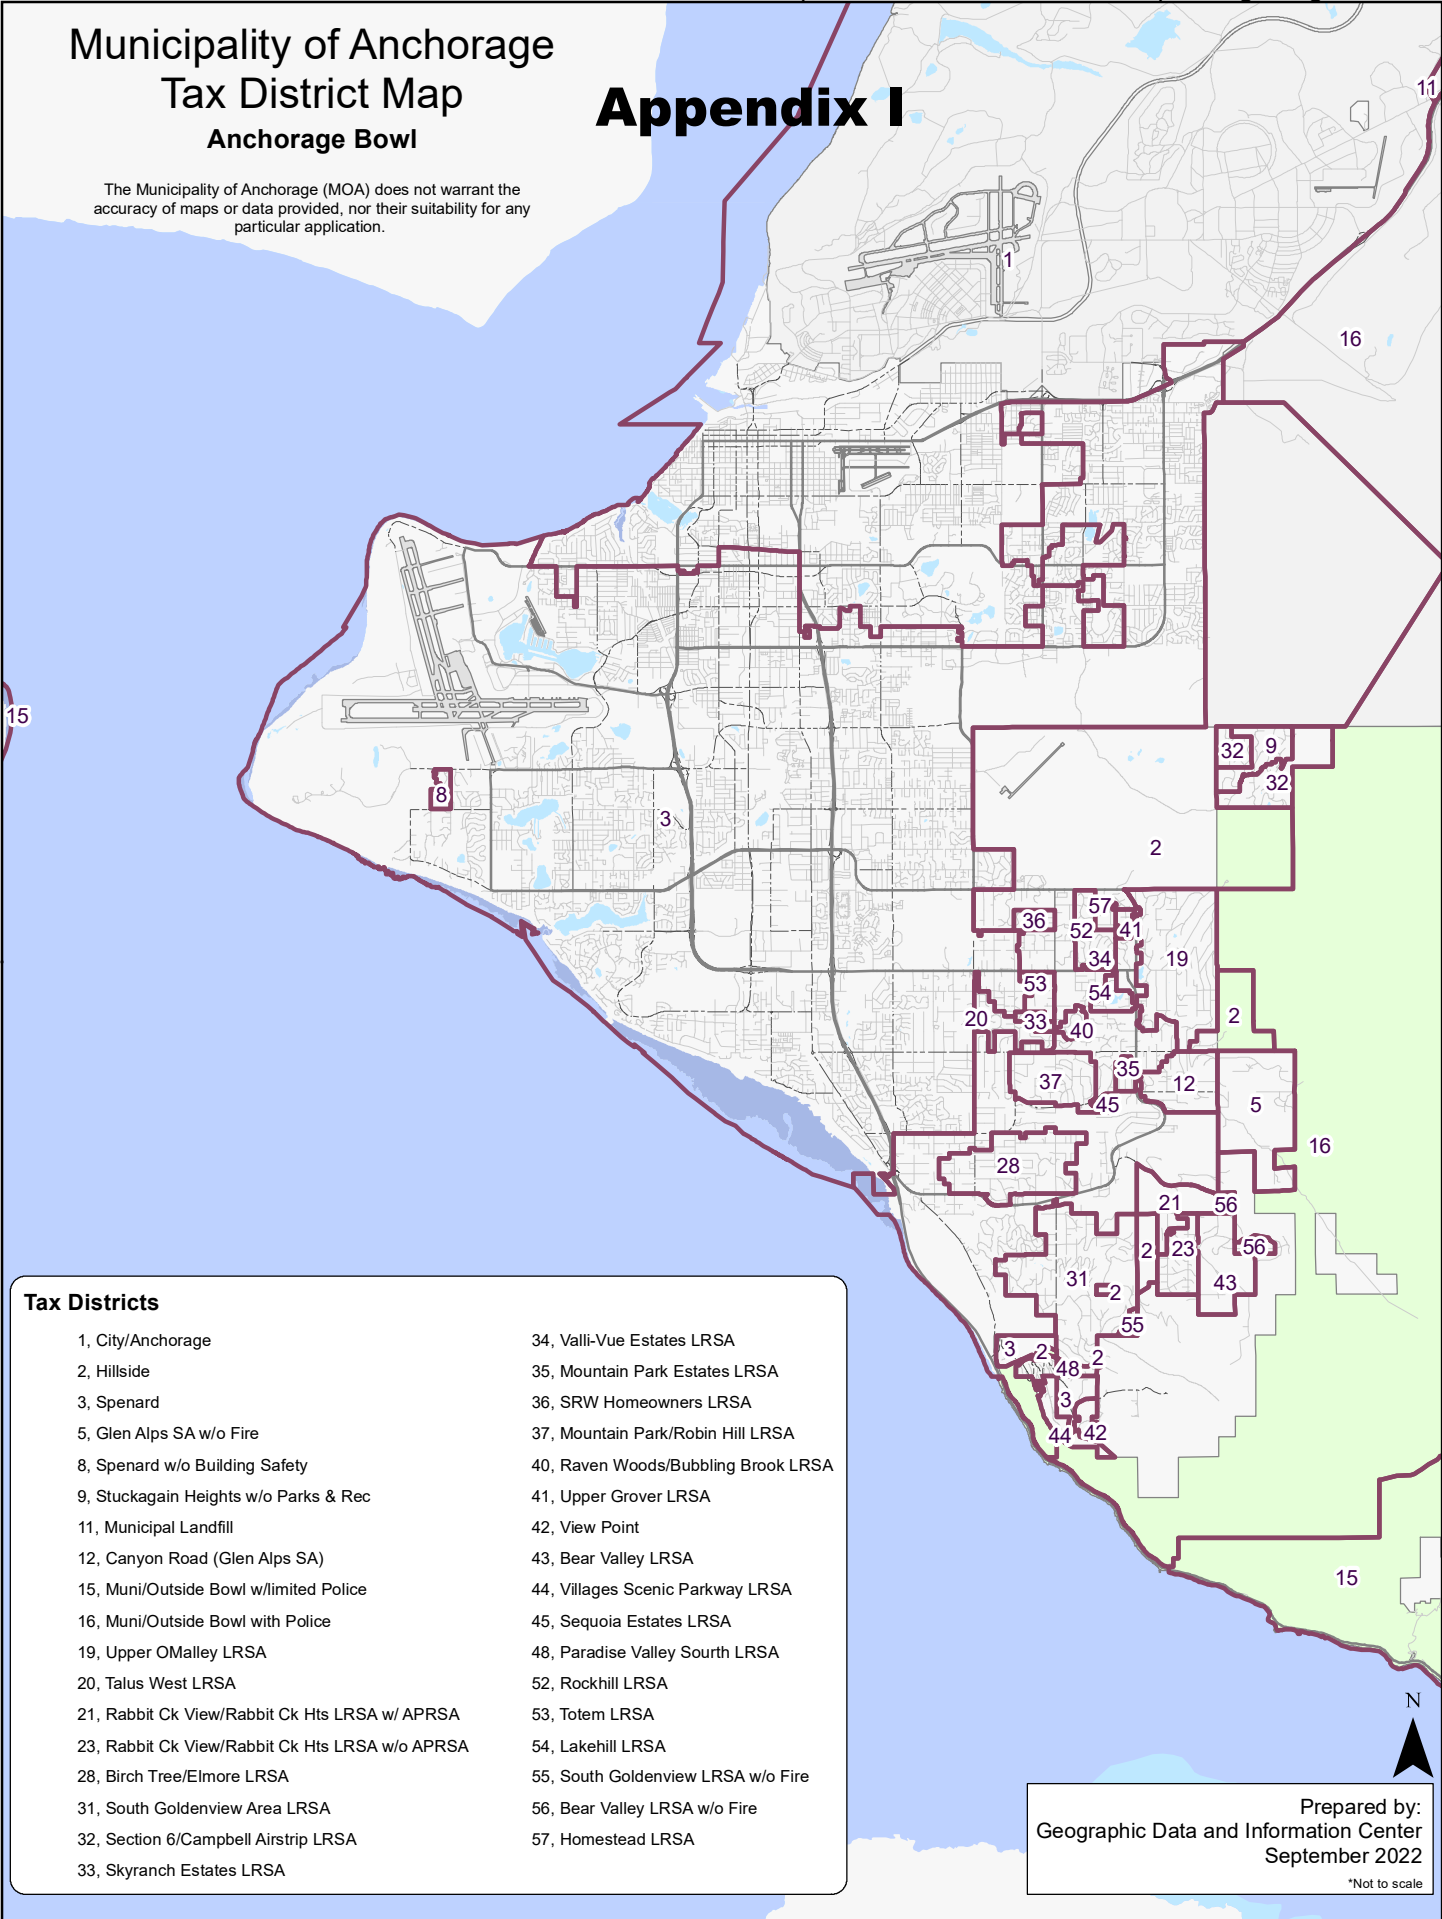 Municipality of Anchorage
Tax District Map
Anchorage Bowl
Appendix I
The Municipality of Anchorage (MOA) does not warrant the
accuracy of maps or data provided, nor their suitability for any
particular application.
11
1
16
15
32
9
32
8
3
2
57
36
52
41
34
19
53
54
2
20
33
40
35
37
12
45
5
16
28
21
56
2
23
56
31
43
2
55
3
2
2
48
3
44
42
15
Tax Districts
1, City/Anchorage
2, Hillside
3, Spenard
5, Glen Alps SA w/o Fire
8, Spenard w/o Building Safety
9, Stuckagain Heights w/o Parks & Rec
11, Municipal Landfill
12, Canyon Road (Glen Alps SA)
15, Muni/Outside Bowl w/limited Police
16, Muni/Outside Bowl with Police
19, Upper OMalley LRSA
20, Talus West LRSA
21, Rabbit Ck View/Rabbit Ck Hts LRSA w/ APRSA
23, Rabbit Ck View/Rabbit Ck Hts LRSA w/o APRSA
28, Birch Tree/Elmore LRSA
31, South Goldenview Area LRSA
32, Section 6/Campbell Airstrip LRSA
33, Skyranch Estates LRSA
34, Valli-Vue Estates LRSA
35, Mountain Park Estates LRSA
36, SRW Homeowners LRSA
37, Mountain Park/Robin Hill LRSA
40, Raven Woods/Bubbling Brook LRSA
41, Upper Grover LRSA
42, View Point
43, Bear Valley LRSA
44, Villages Scenic Parkway LRSA
45, Sequoia Estates LRSA
48, Paradise Valley Sourth LRSA
52, Rockhill LRSA
53, Totem LRSA
54, Lakehill LRSA
55, South Goldenview LRSA w/o Fire
56, Bear Valley LRSA w/o Fire
57, Homestead LRSA
N
Prepared by:
Geographic Data and Information Center
September 2022
*Not to scale